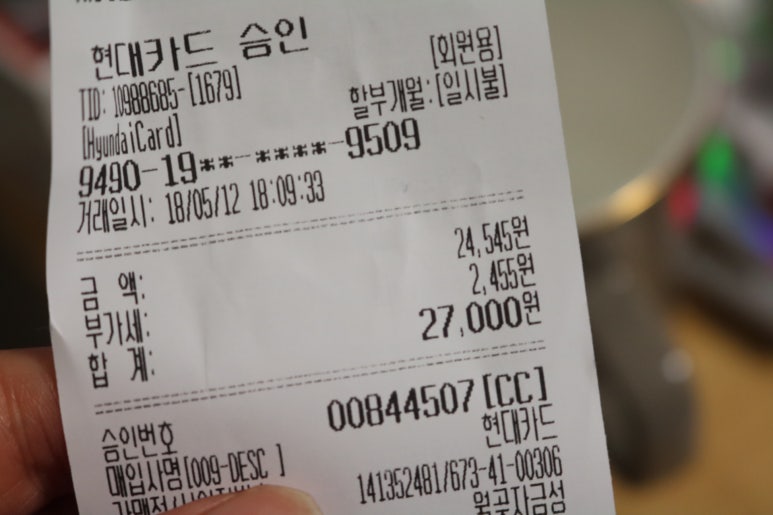 현대카드 승인 [회원용]
TID: 10988685-[1679] 할부개월:[일시불]
[HyundaiCard]
9490-19**-****-9509
거래일시: 18/05/12 18:09:33
금 액: 24,545원
부가세: 2,455원
합 계: 27,000원
승인번호 00844507[CC]
매입사명[009-DESC ] 현대카드
141352481/673-41-00306